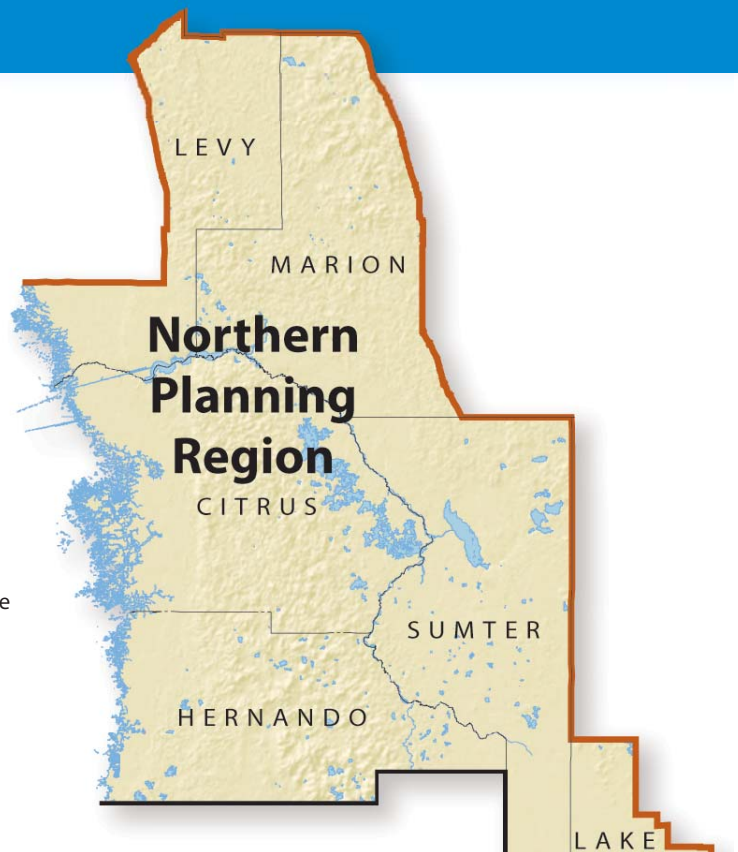 LEVY
MARION
Northern
Planning
Region
CITRUS
e
SUMTER
HERNANDO
LAKE